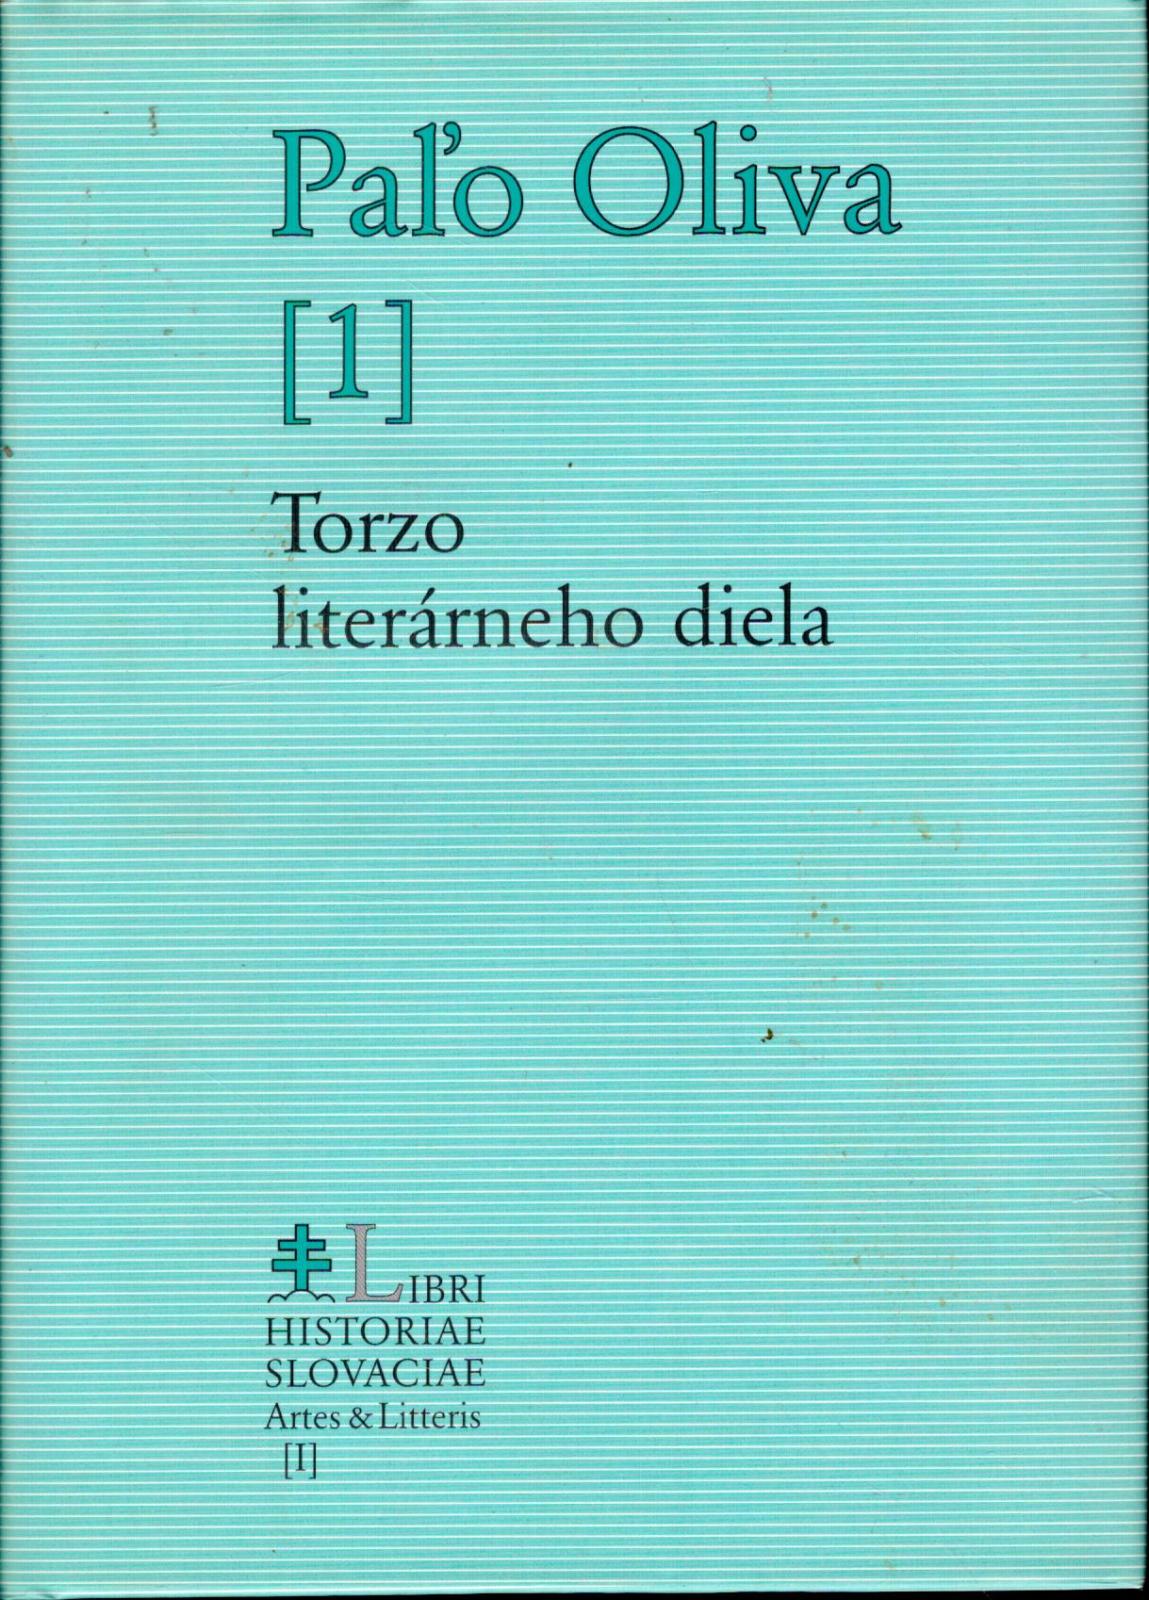 Paľo Oliva
[1]
Torzo
literárneho diela
LIBRI
HISTORIAE
SLOVACIAE
Artes & Litteris
[I]